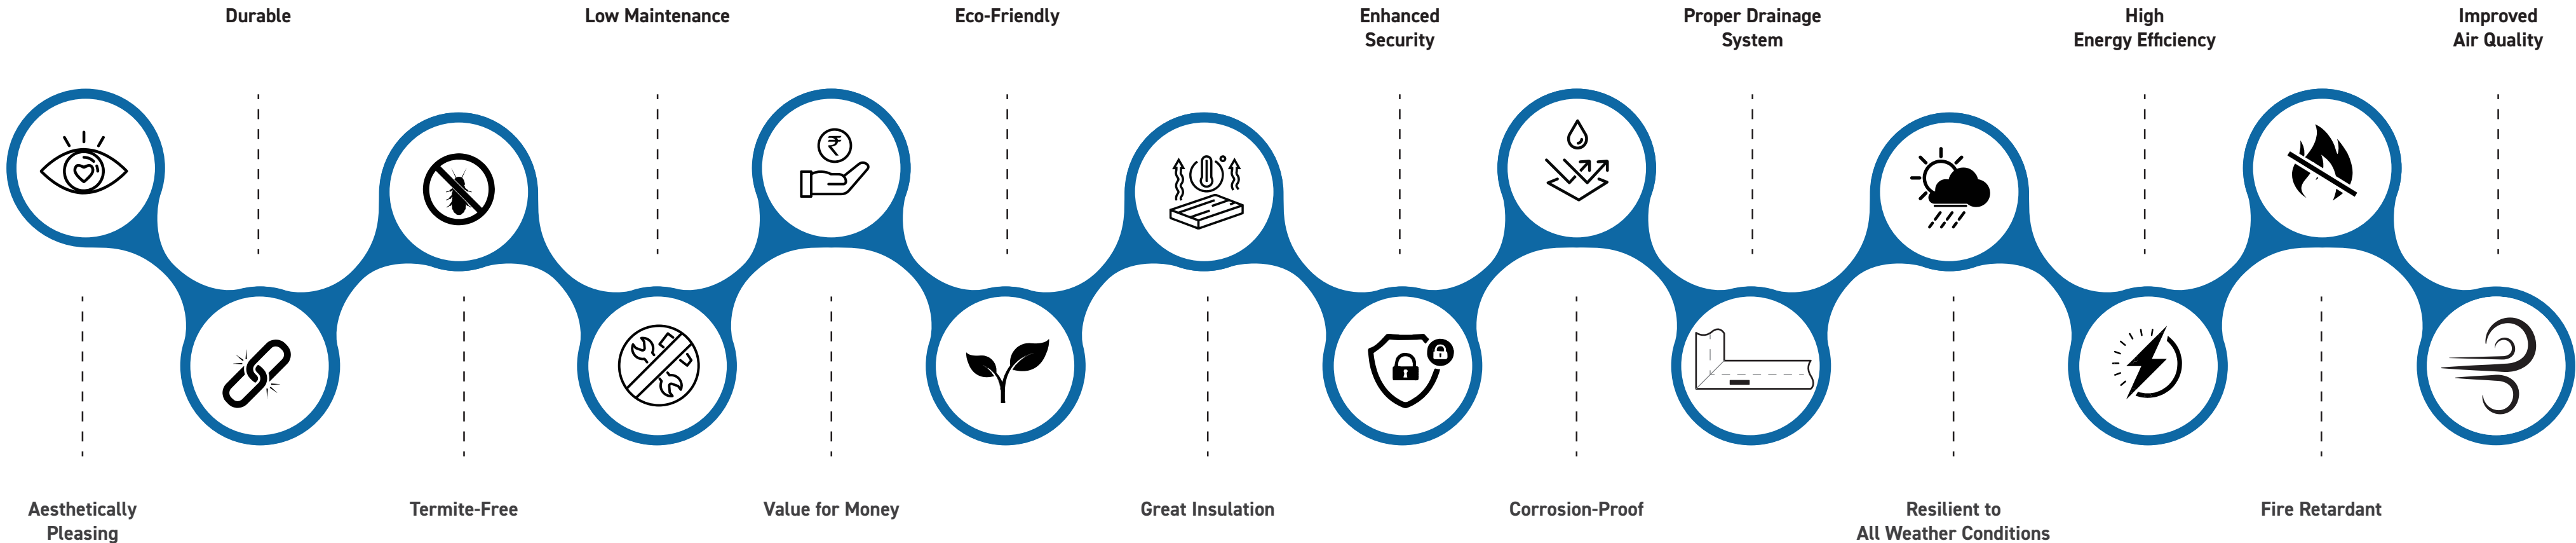 Durable
Low Maintenance
Eco-Friendly
Enhanced
Security
Proper Drainage
System
High
Energy Efficiency
Improved
Air Quality
₹
Aesthetically
Pleasing
Termite-Free
Value for Money
Great Insulation
Corrosion-Proof
Resilient to
All Weather Conditions
Fire Retardant